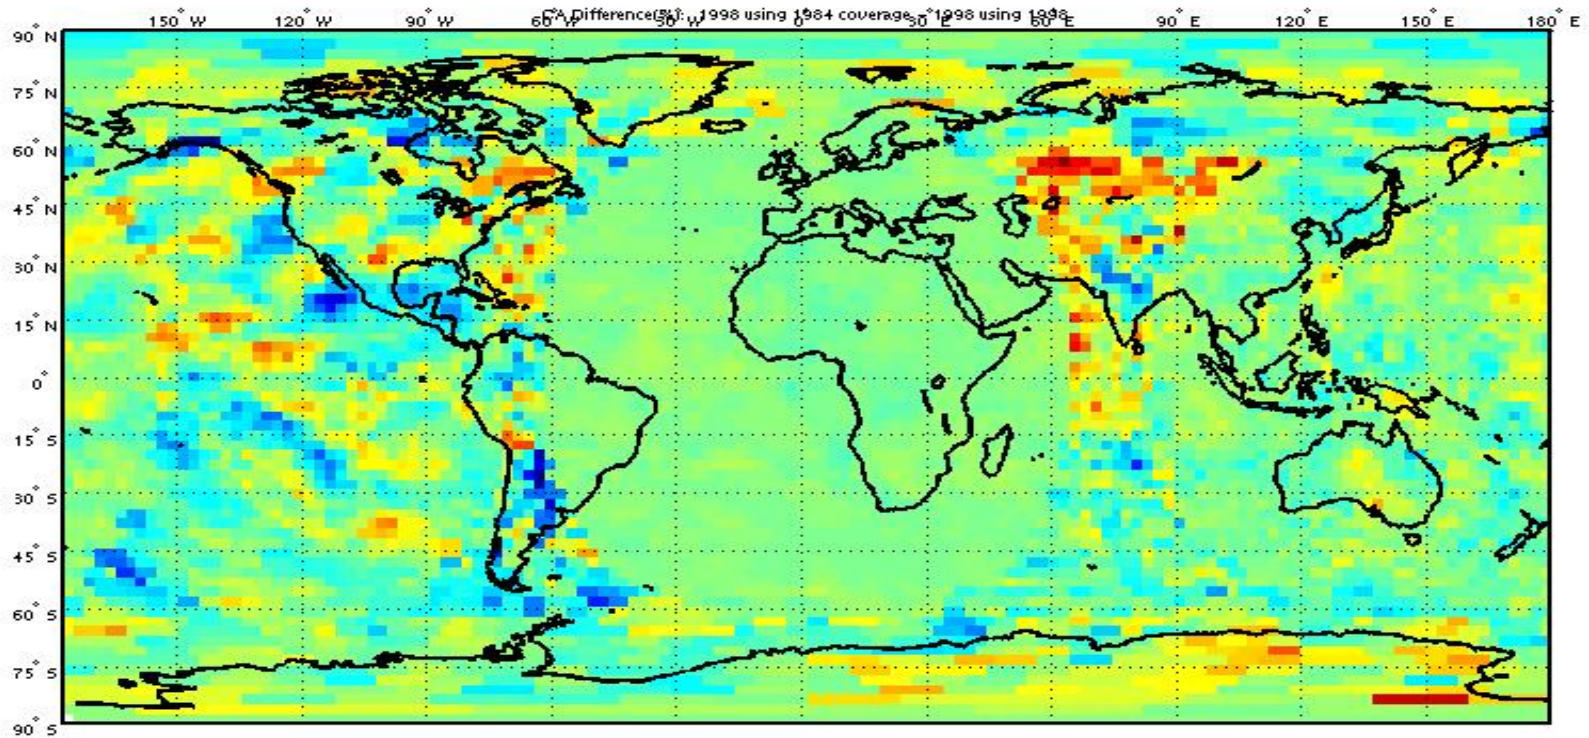 CA Difference(%): 1998 using 1984 coverage - 1998 using 1998
150° W 120° W 90° W 60° W 30° W 0° 30° E 60° E 90° E 120° E 150° E 180° E
90° N
75° N
60° N
45° N
30° N
15° N
0°
15° S
30° S
45° S
60° S
75° S
90° S